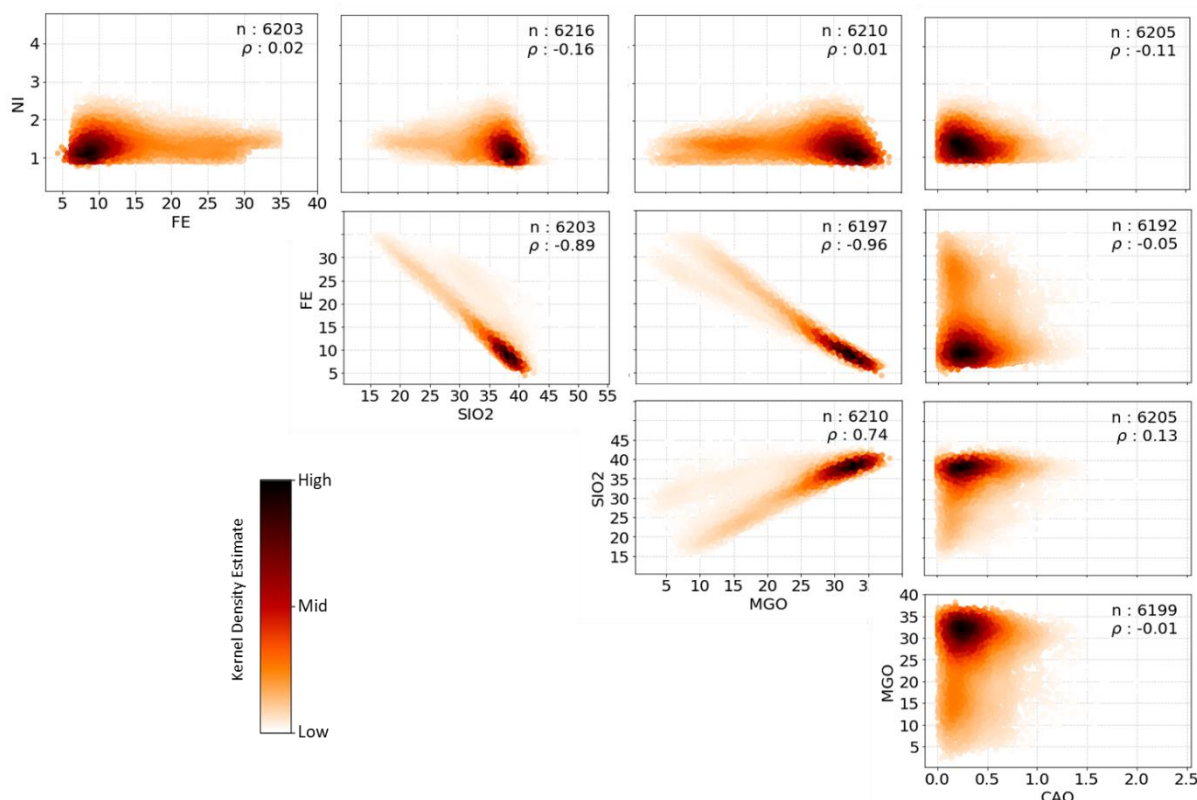 n : 6203
ρ : 0.02
n : 6216
ρ : -0.16
n : 6210
ρ : 0.01
n : 6205
ρ : -0.11
4
3
2
1
NI
5 10 15 20 25 30 35 40
FE
n : 6203
ρ : -0.89
n : 6197
ρ : -0.96
n : 6192
ρ : -0.05
30
25
20
15
10
5
FE
15 20 25 30 35 40 45 55
SIO2
n : 6210
ρ : 0.74
n : 6205
ρ : 0.13
45
40
35
30
25
20
15
SIO2
5 10 15 20 25 3.
MGO
High
Mid
Low
Kernel Density Estimate
n : 6199
ρ : -0.01
40
35
30
25
20
15
10
5
MGO
0.0 0.5 1.0 1.5 2.0 2.5
CAO